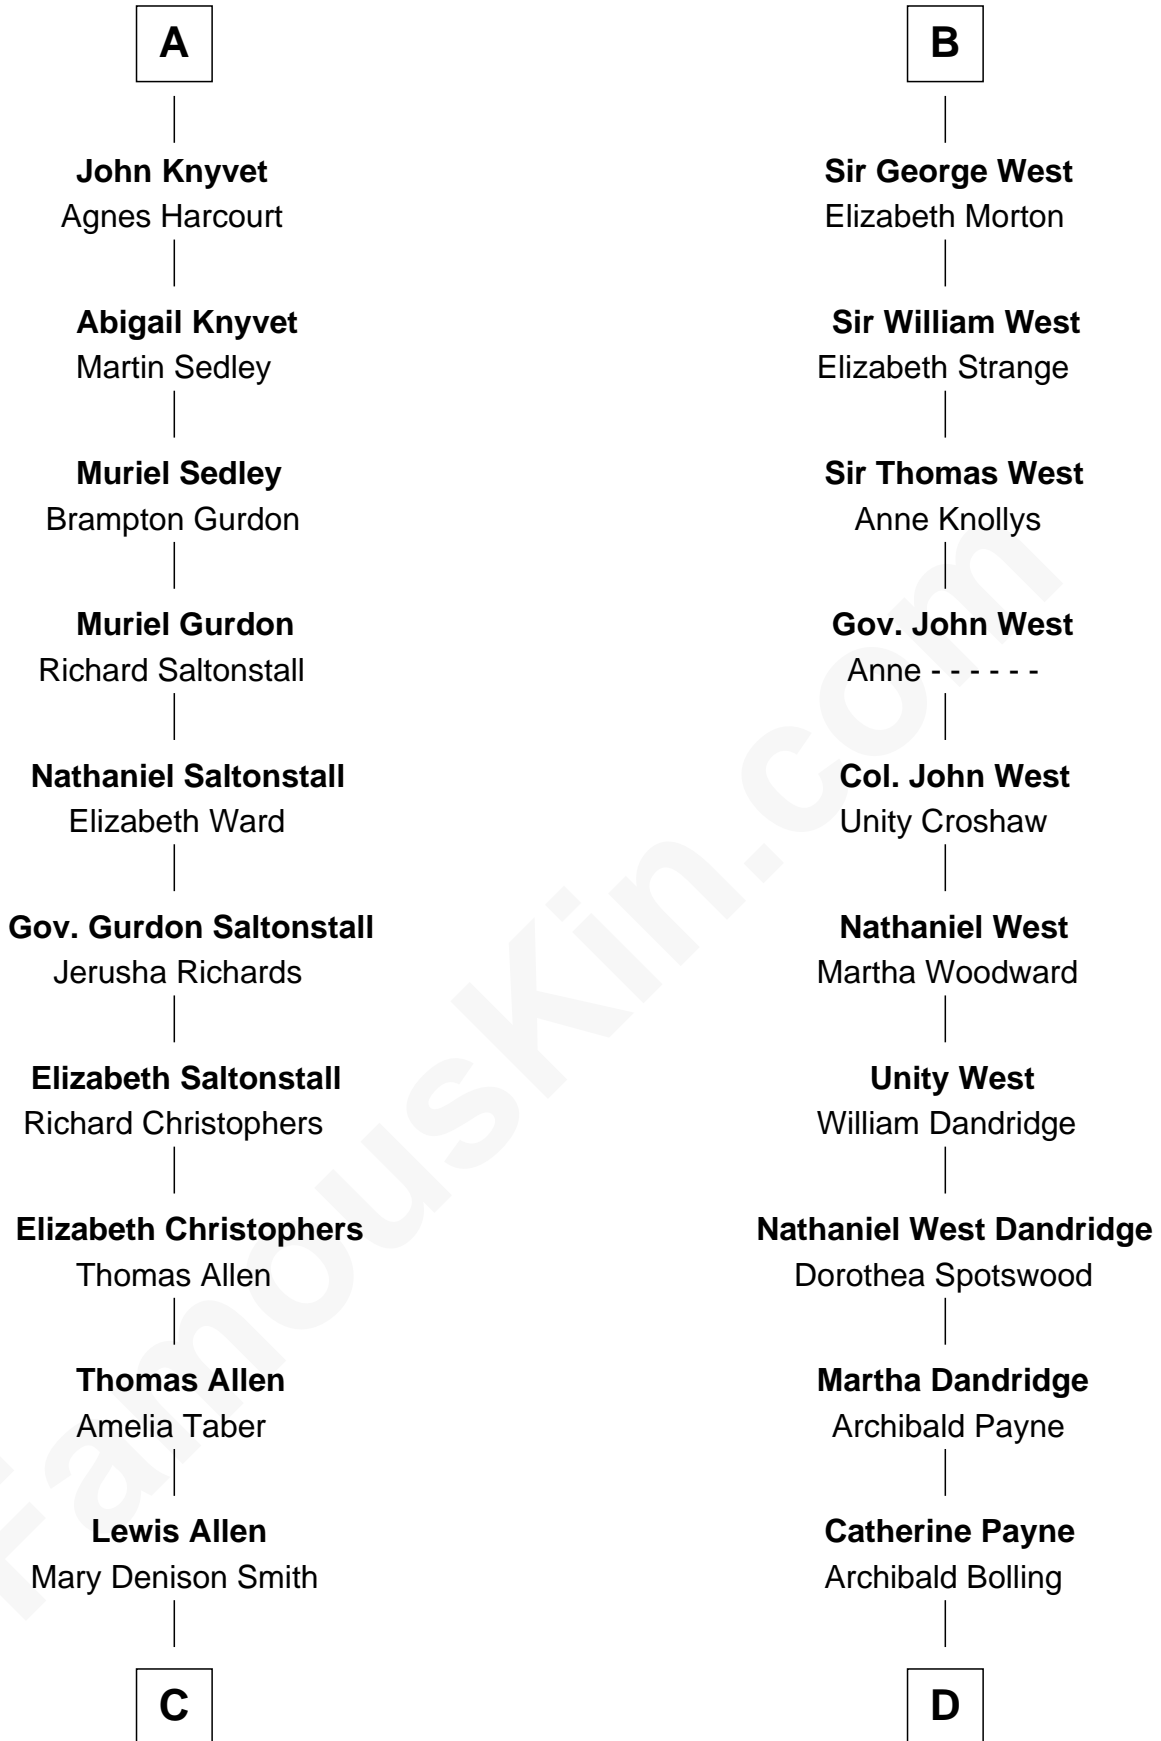 A
John Knyvet
Agnes Harcourt
Abigail Knyvet
Martin Sedley
Muriel Sedley
Brampton Gurdon
Muriel Gurdon
Richard Saltonstall
Nathaniel Saltonstall
Elizabeth Ward
Gov. Gurdon Saltonstall
Jerusha Richards
Elizabeth Saltonstall
Richard Christophers
Elizabeth Christophers
Thomas Allen
Thomas Allen
Amelia Taber
Lewis Allen
Mary Denison Smith
C
B
Sir George West
Elizabeth Morton
Sir William West
Elizabeth Strange
Sir Thomas West
Anne Knollys
Gov. John West
Anne - - - - - -
Col. John West
Unity Croshaw
Nathaniel West
Martha Woodward
Unity West
William Dandridge
Nathaniel West Dandridge
Dorothea Spotswood
Martha Dandridge
Archibald Payne
Catherine Payne
Archibald Bolling
D
FamousKin.com